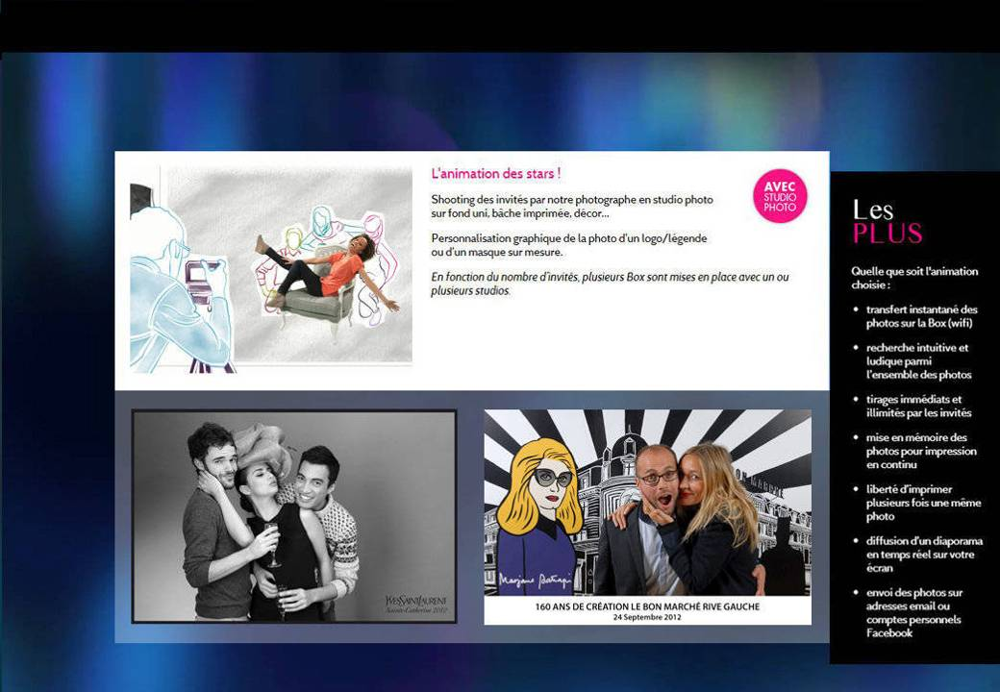 L'animation des stars !
Shooting des invités par notre photographe en studio photo
sur fond uni, bâche imprimée, décor...
Personnalisation graphique de la photo d'un logo/légende
ou d'un masque sur mesure.
En fonction du nombre d'invités, plusieurs Box sont mises en place avec un ou
plusieurs studios.
AVEC
STUDIO
PHOTO
YVES SAINT LAURENT
Sainte-Catherine 2012
Marjane Satrapi
160 ANS DE CRÉATION LE BON MARCHÉ RIVE GAUCHE
24 Septembre 2012
Les
PLUS
Quelle que soit l'animation
choisie :
• transfert instantané des
photos sur la Box (wifi)
• recherche intuitive et
ludique parmi
l'ensemble des photos
• tirages immédiats et
illimités par les invités
• mise en mémoire des
photos pour impression
en continu
• liberté d'imprimer
plusieurs fois une même
photo
• diffusion d'un diaporama
en temps réel sur votre
écran
• envoi des photos sur
adresses email ou
comptes personnels
Facebook